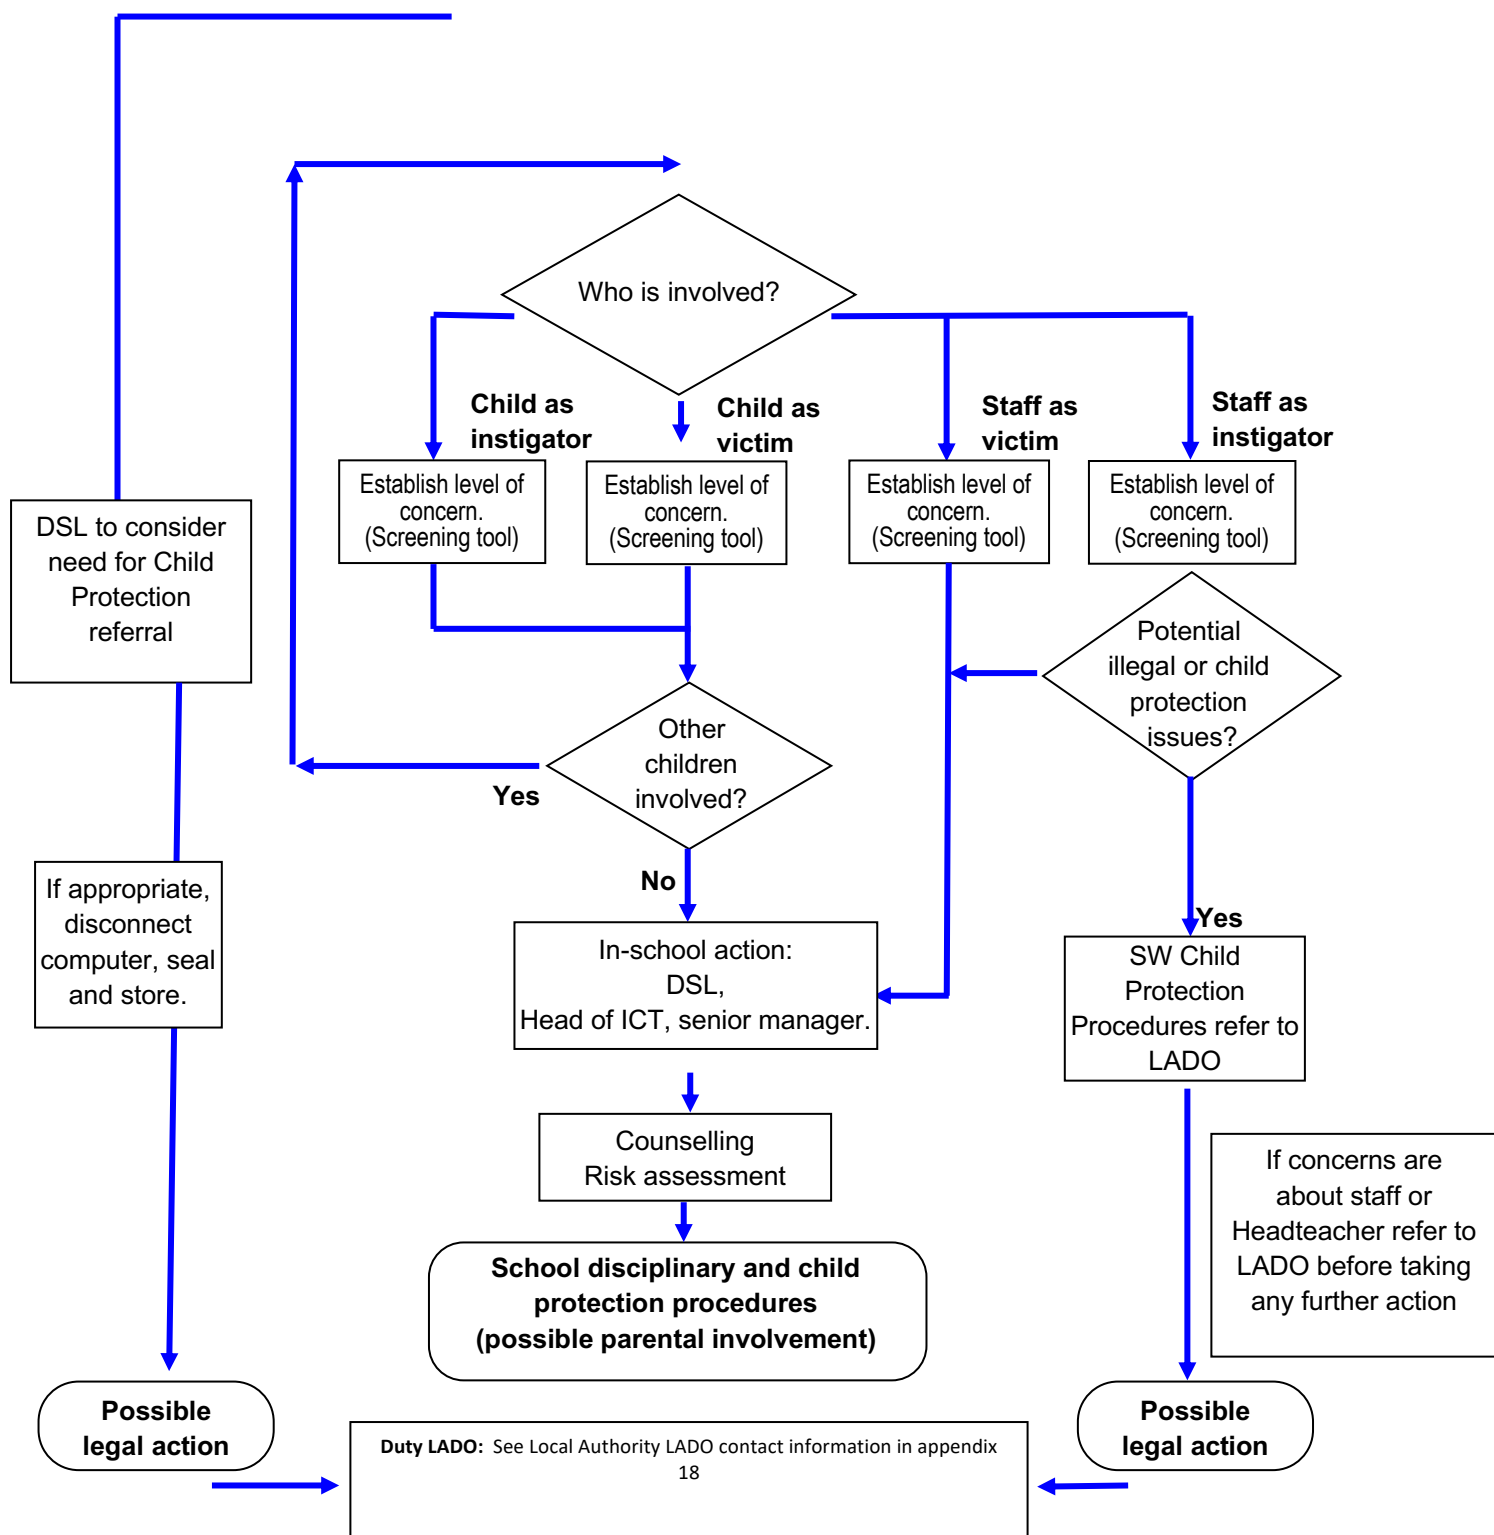 Who is involved?
Child as
instigator
Child as
victim
Staff as
victim
Staff as
instigator
Establish level of
concern.
(Screening tool)
Establish level of
concern.
(Screening tool)
Establish level of
concern.
(Screening tool)
Establish level of
concern.
(Screening tool)
DSL to consider
need for Child
Protection
referral
Potential
illegal or child
protection
issues?
Other
children
involved?
Yes
No
If appropriate,
disconnect
computer, seal
and store.
In-school action:
DSL,
Head of ICT, senior manager.
Yes
SW Child
Protection
Procedures refer to
LADO
Counselling
Risk assessment
If concerns are
about staff or
Headteacher refer to
LADO before taking
any further action
School disciplinary and child
protection procedures
(possible parental involvement)
Possible
legal action
Possible
legal action
Duty LADO: See Local Authority LADO contact information in appendix
18